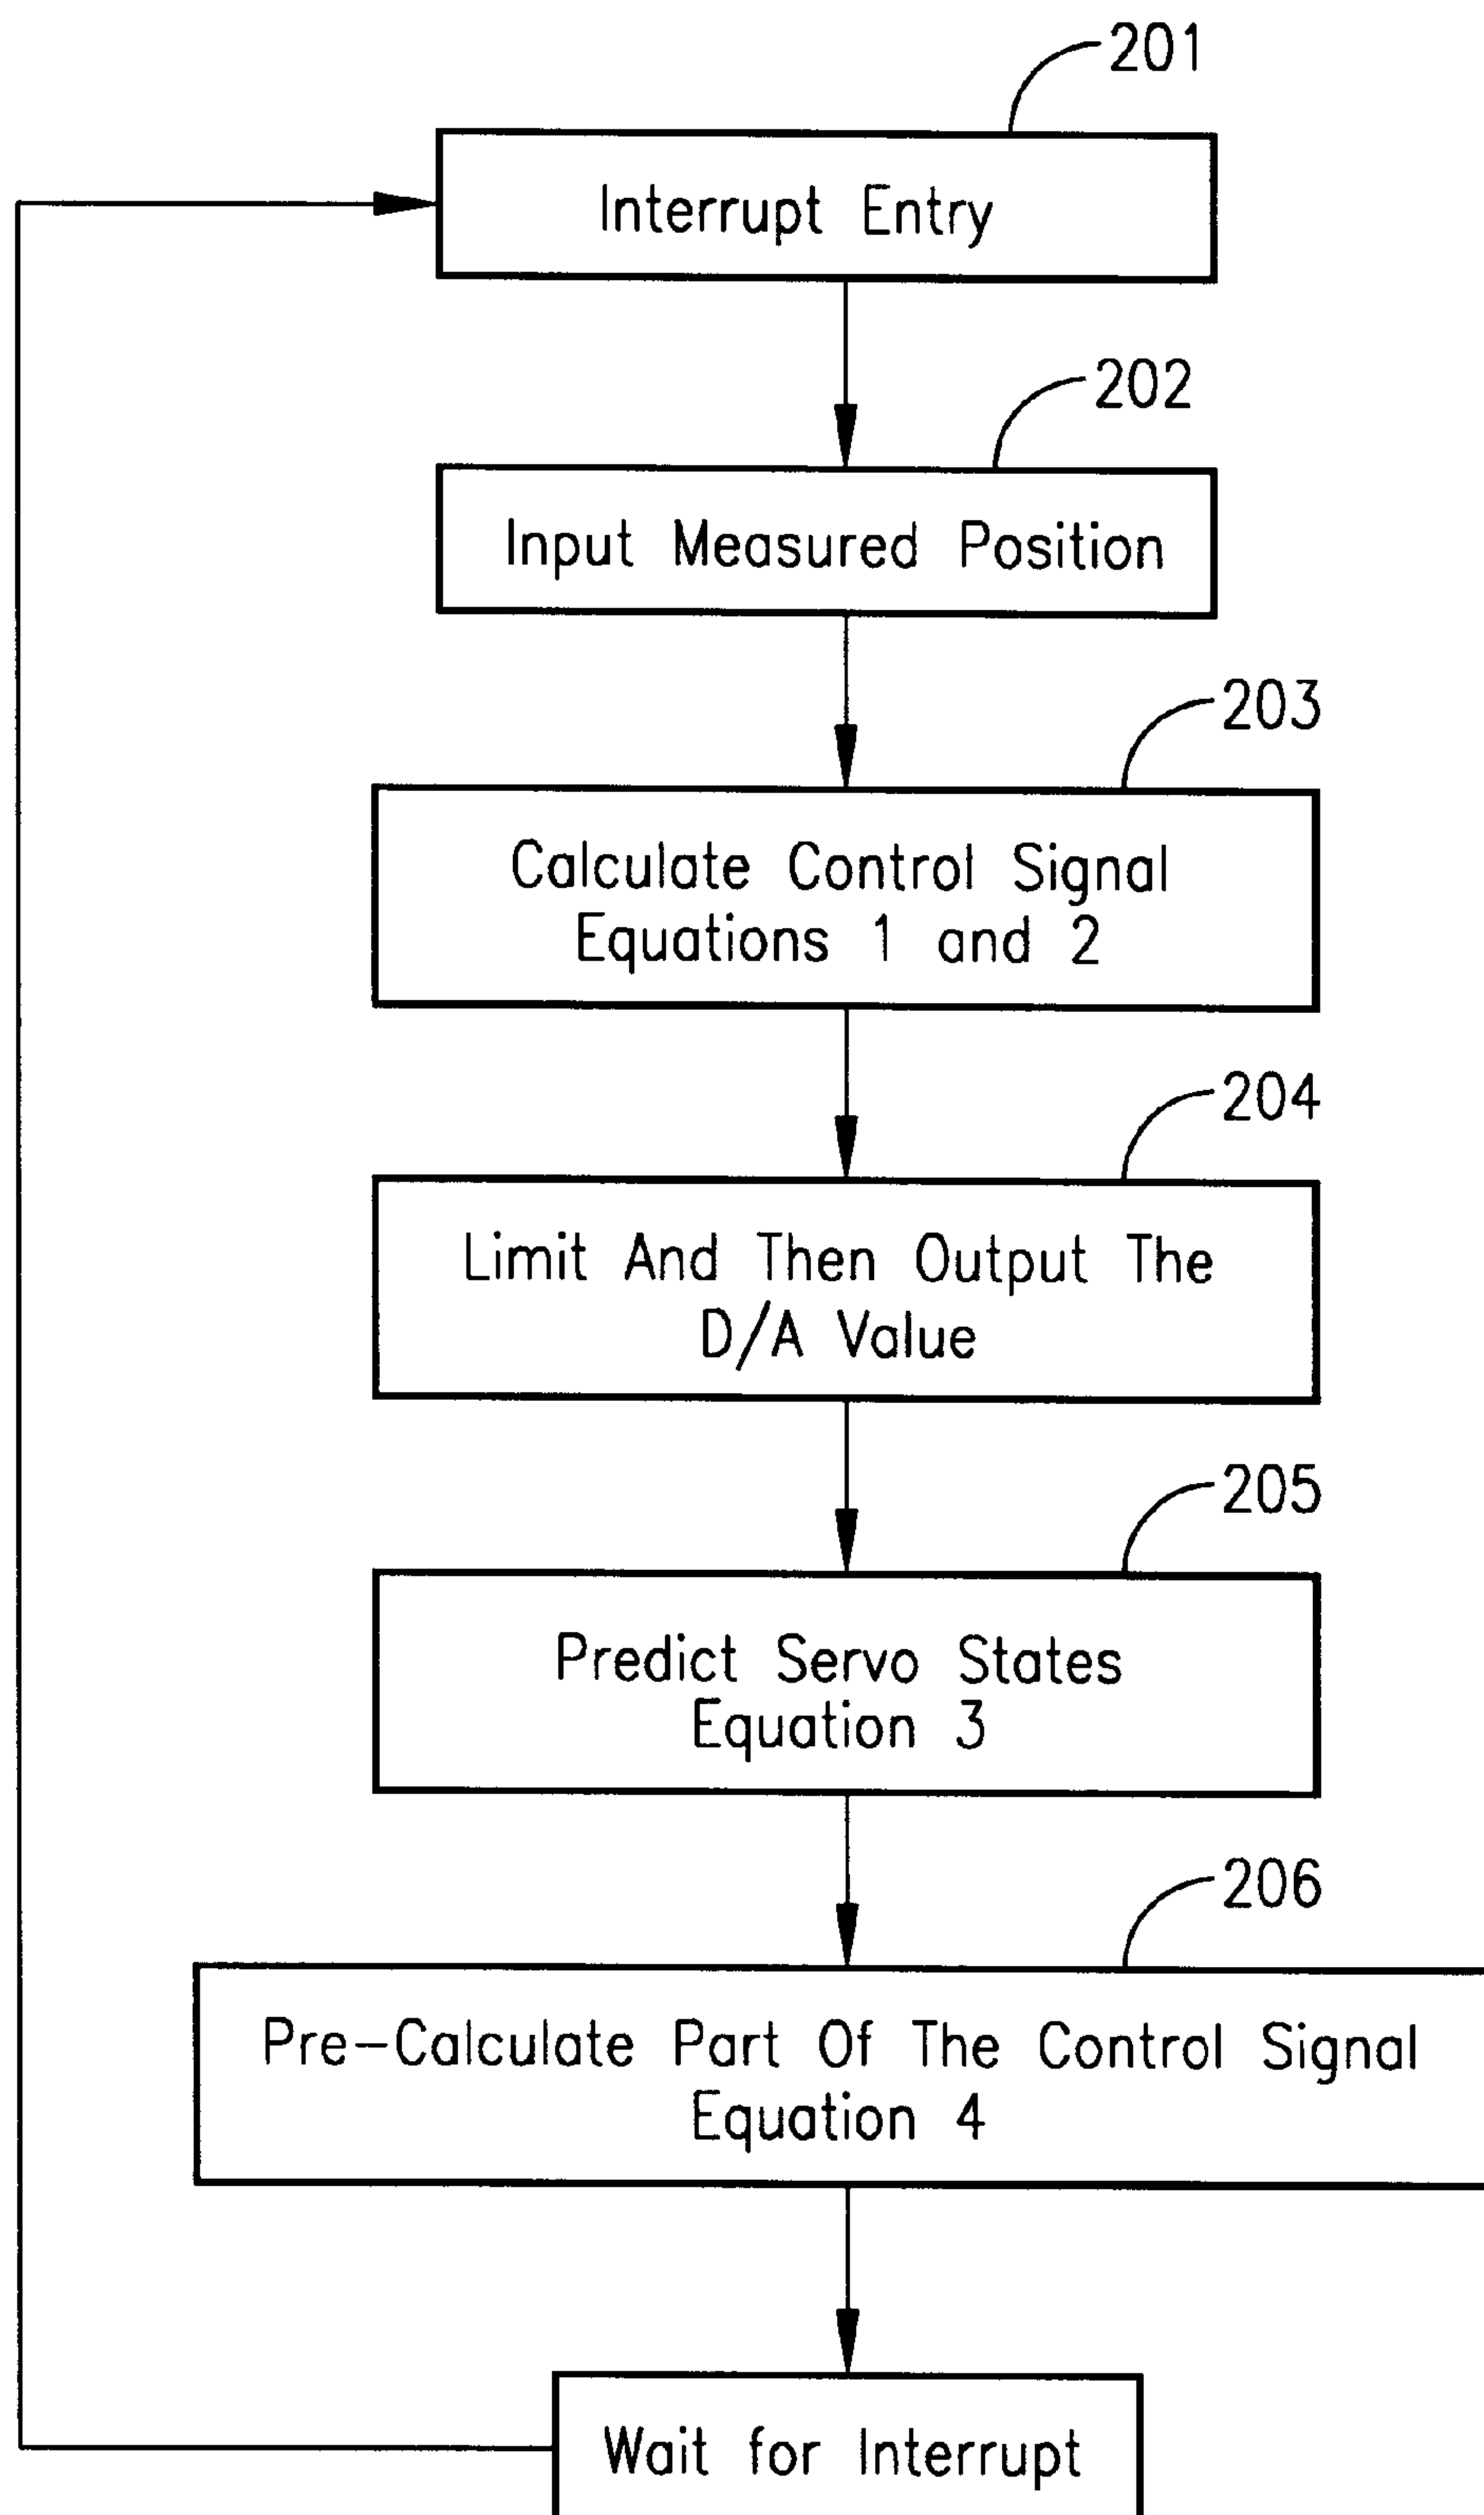 201
Interrupt Entry
202
Input Measured Position
203
Calculate Control Signal
Equations 1 and 2
204
Limit And Then Output The
D/A Value
205
Predict Servo States
Equation 3
206
Pre-Calculate Part Of The Control Signal
Equation 4
Wait for Interrupt